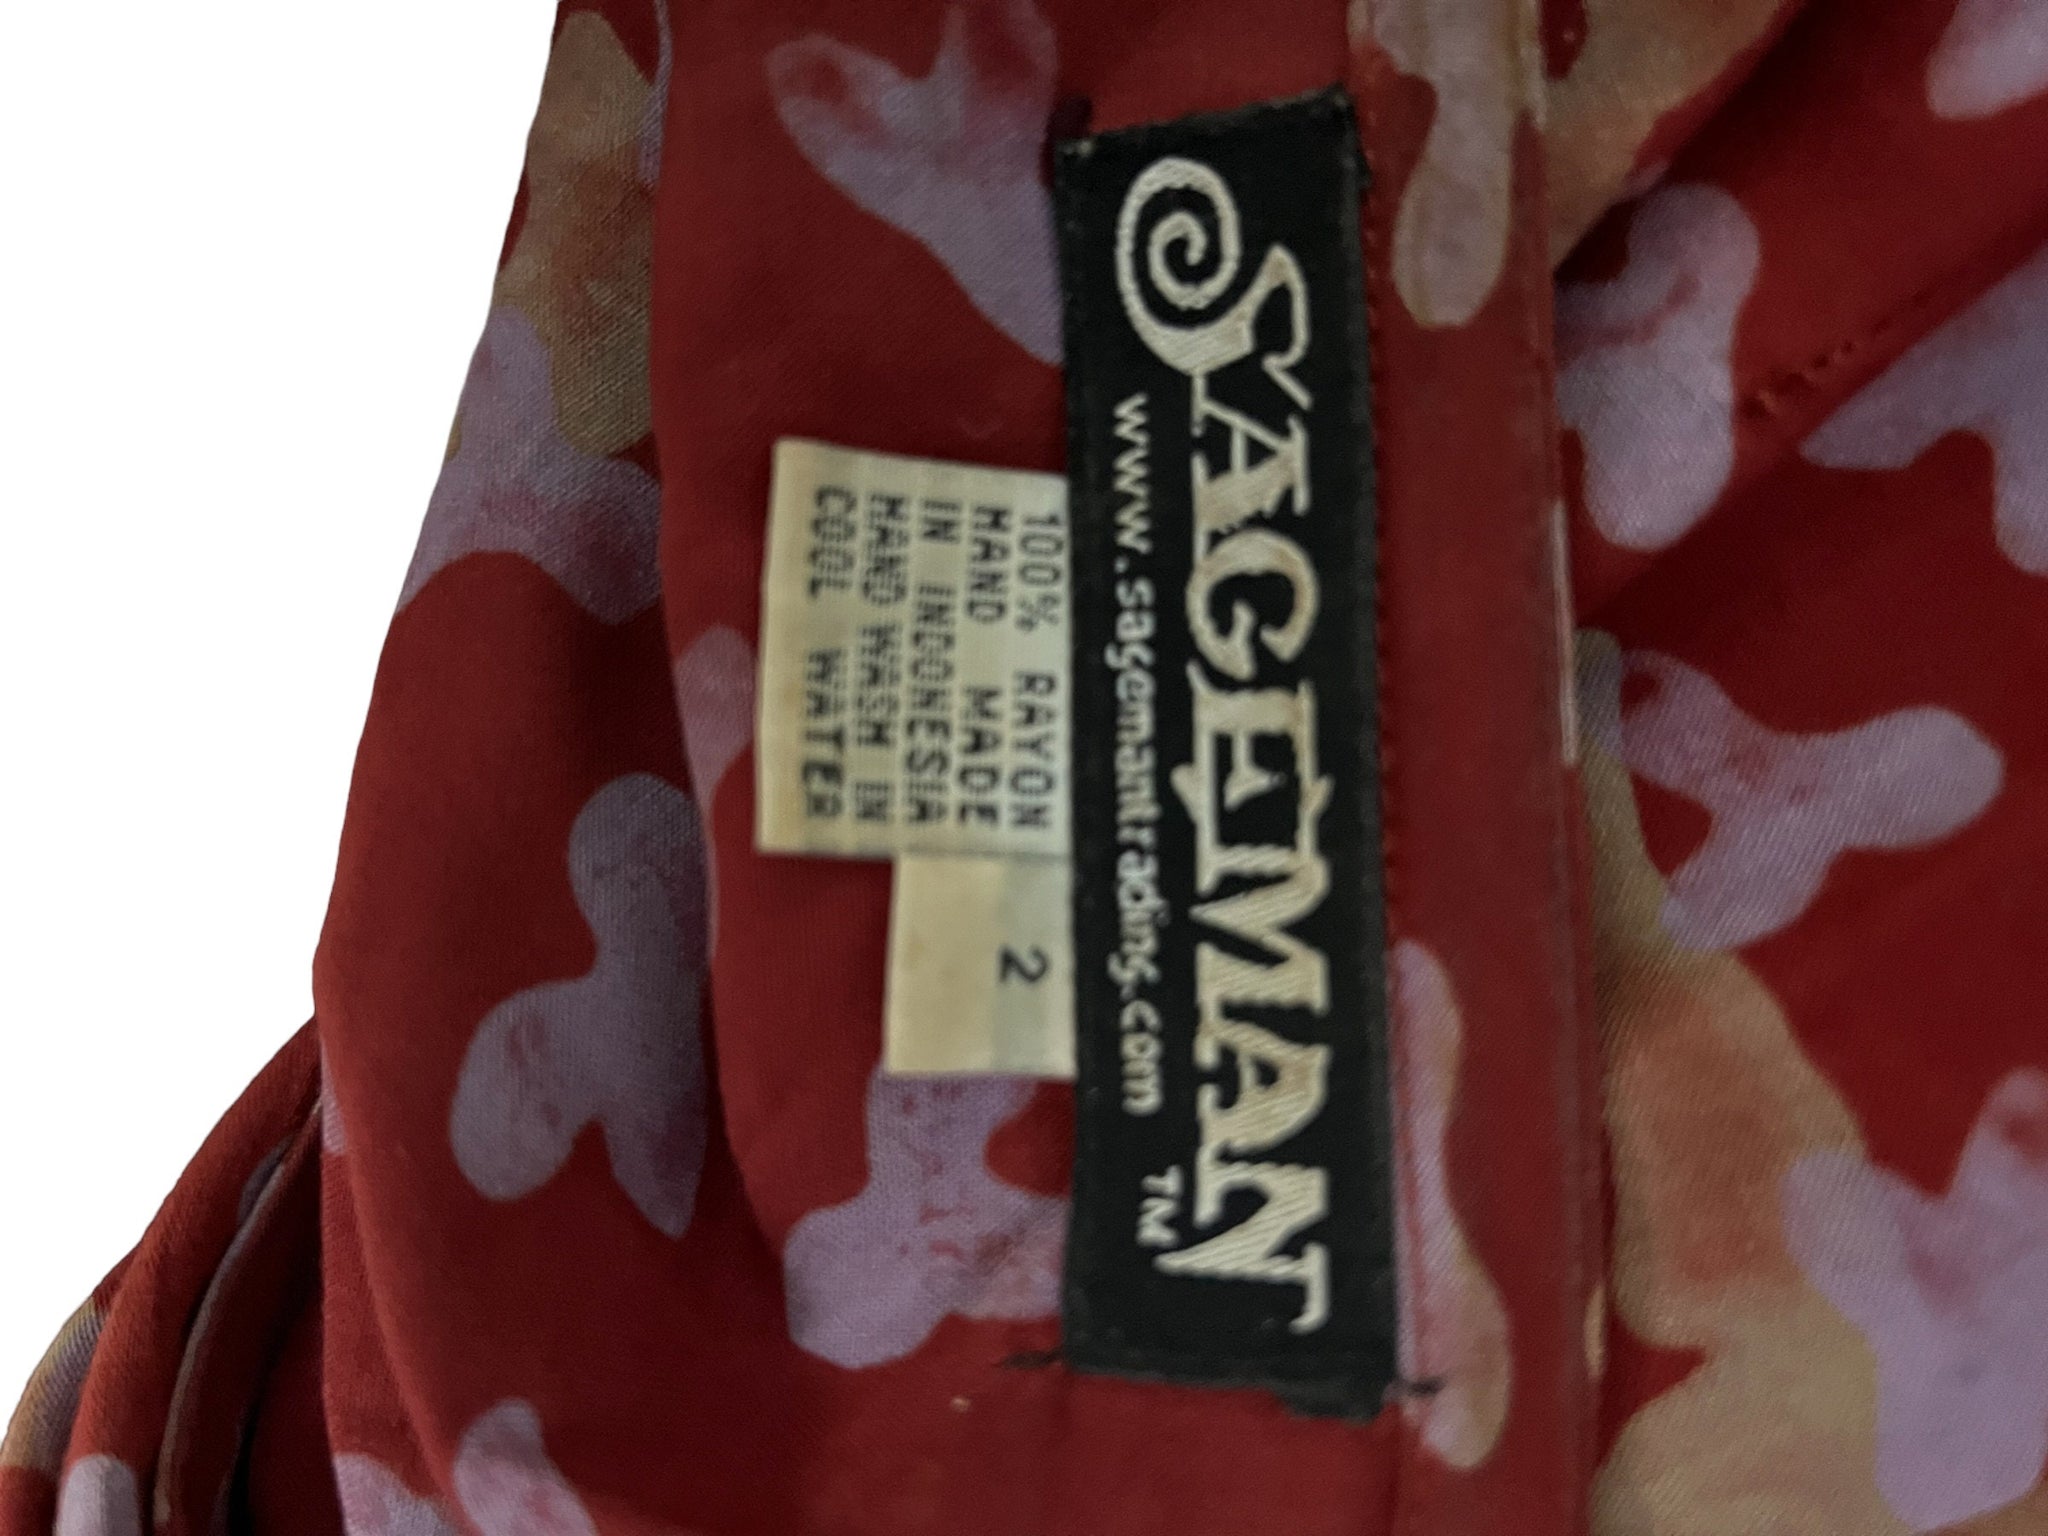 SAGEMAN
www.sagemantrading.com
TM
100% RAYON
HAND MADE
IN INDONESIA
HAND WASH IN
COOL WATER
2